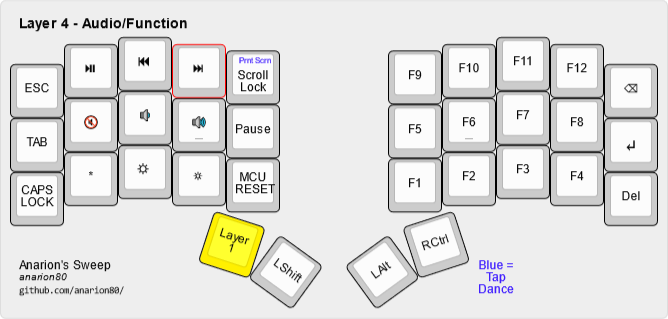 Layer 4 - Audio/Function
ESC
Prnt Scrn
Scroll
Lock
F9
F10
F11
F12
TAB
Pause
F5
F6
F7
F8
CAPS
LOCK
*
MCU
RESET
F1
F2
F3
F4
Del
Layer
1
LShift
LAlt
RCtrl
Anarion's Sweep
anarion80
github.com/anarion80/
Blue =
Tap
Dance